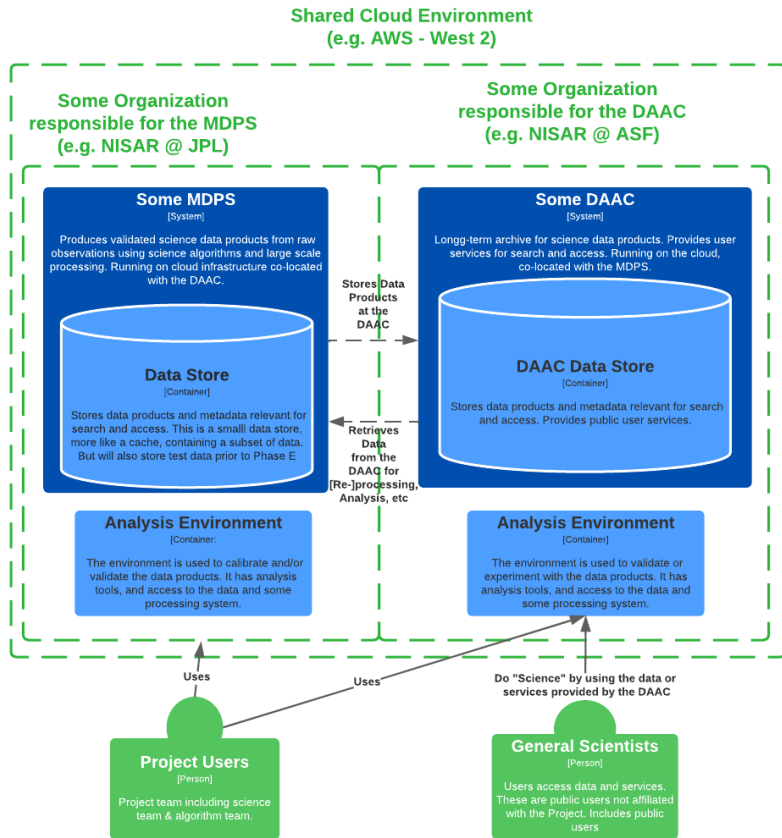 Shared Cloud Environment
(e.g. AWS - West 2)
Some Organization
responsible for the MDPS
(e.g. NISAR @ JPL)
Some Organization
responsible for the DAAC
(e.g. NISAR @ ASF)
Some MDPS
[System]
Produces validated science data products from raw
observations using science algorithms and large scale
processing. Running on cloud infrastructure co-located
with the DAAC.
Data Store
[Container]
Stores data products and metadata relevant for
search and access. This is a smalll data store,
more like a cache, containing a subset of data.
But will also store test data prior to Phase E
Stores Data
Products
at the
DAAC
Retrieves
Data
from the
DAAC for
[Re-]processing,
Analysis, etc
Some DAAC
[System]
Longg-term archive for science data products. Provides user
services for search and access. Running on the cloud,
co-located with the MDPS.
DAAC Data Store
[Container]
Stores data products and metadata relevant for search
and access. Provides public user services.
Analysis Environment
[Container:
The environment is used to calibrate and/or
validate the data products. It has analysis
tools, and access to the data and some
processing system.
Analysis Environment
[Container]
The environment is used to validate or
experiment with the data products. It has
analysis tools, and access to the data and
some processing system.
Uses
Uses
Do "Science" by using the data or
services provided by the DAAC
Project Users
[Person]
Project team including science
team & algorithm team.
General Scientists
[Person]
Users access data and services.
These are public users not affiliated
with the Project. Includes public
users